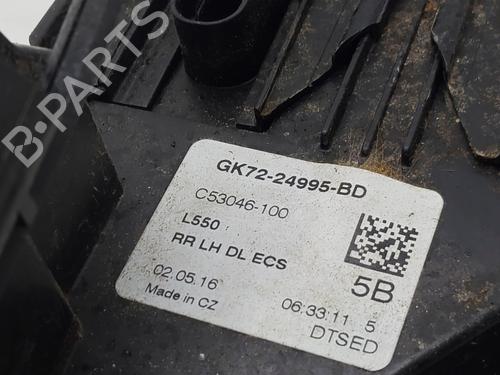 B-PARTS
GK72-24995-BD
C53046-100
L550
RR LH DL ECS
5B
02.05.16
06:33:11 5
Made in CZ
DTSED